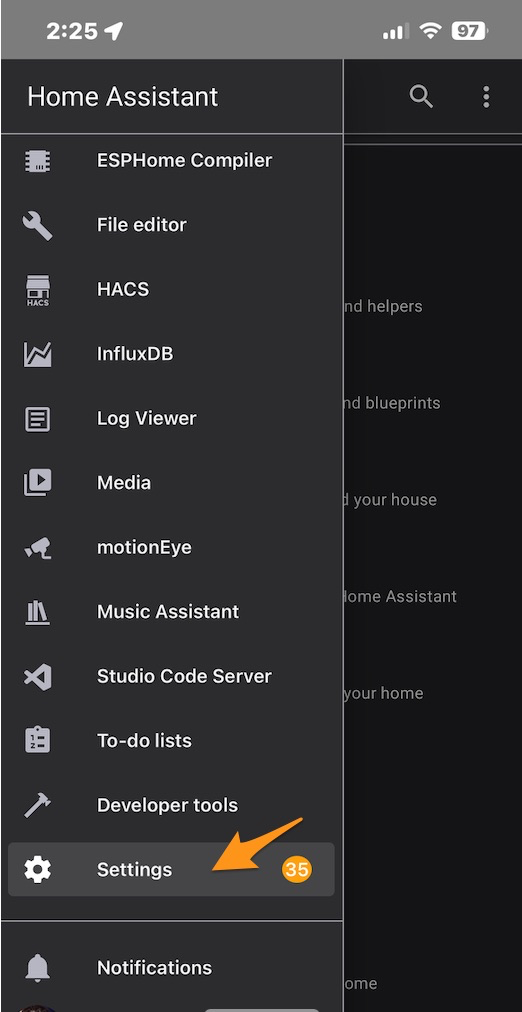 2:25
97
Home Assistant
ESPHome Compiler
File editor
HACS
HACS
nd helpers
InfluxDB
nd blueprints
Log Viewer
Media
d your house
motionEye
Home Assistant
Music Assistant
Studio Code Server
your home
To-do lists
1
2
Developer tools
Settings
35
Notifications
ome